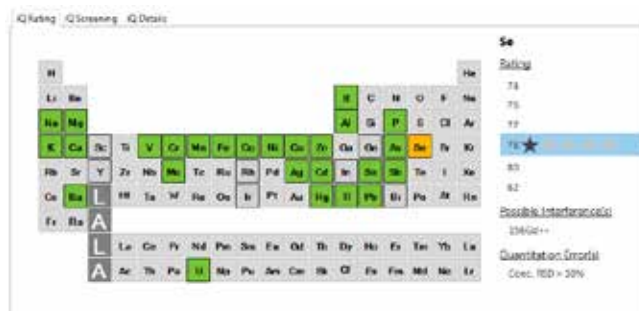 iQ Rating iQ Screening iQ Details
H He
Li Be B C N O F Ne
Na Mg Al Si P S Cl Ar
K Ca Sc Ti V Cr Mn Fe Co Ni Cu Zn Ga Ge As Se Br Kr
Rb Sr Y Zr Nb Mo Tc Ru Rh Pd Ag Cd In Sn Sb Te I Xe
Cs Ba L Hf Ta W Re Os Ir Pt Au Hg Tl Pb Bi Po At Rn
Fr Ra A
L La Ce Pr Nd Pm Sm Eu Gd Tb Dy Ho Er Tm Yb Lu
A Ac Th Pa U Np Pu Am Cm Bk Cf Es Fm Md No Lr
Se
Rating
74
76
77
78
80
82
Possible Interference(s)
156Gd++
Quantitation Error(s)
Conc. RSD > 30%